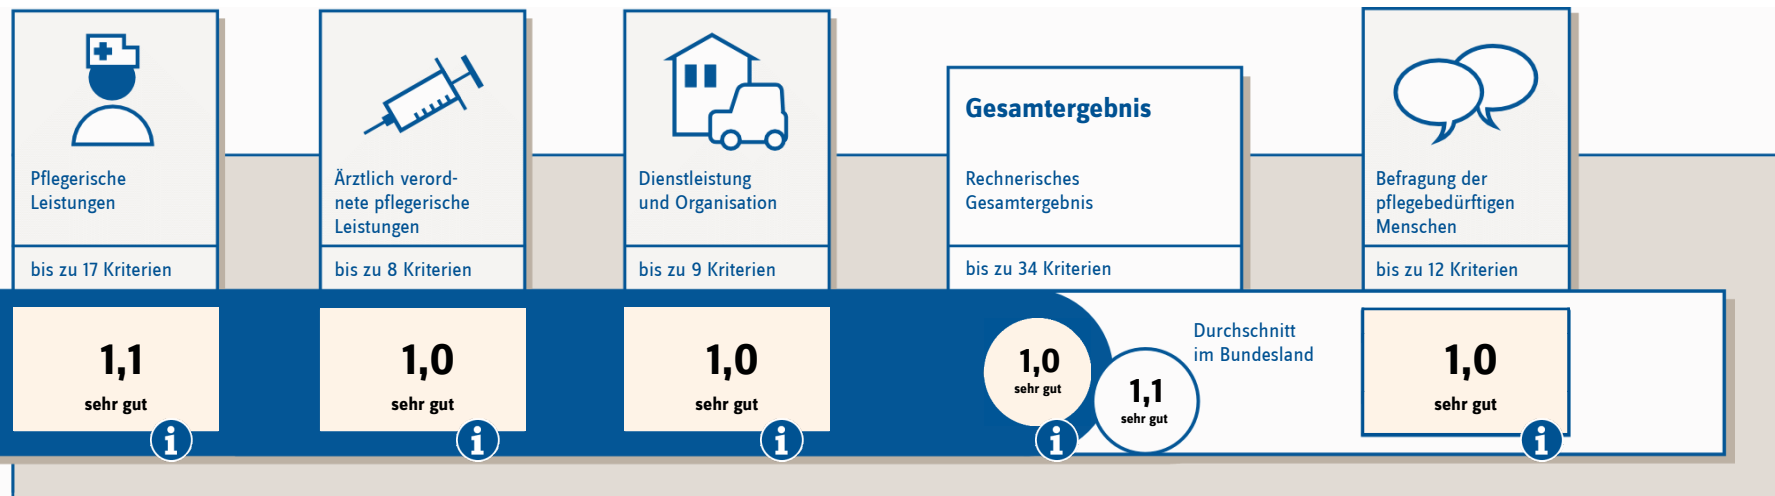 Pflegerische
Leistungen
bis zu 17 Kriterien
1,1
sehr gut
i
Ärztlich verord-
nete pflegerische
Leistungen
bis zu 8 Kriterien
1,0
sehr gut
i
Dienstleistung
und Organisation
bis zu 9 Kriterien
1,0
sehr gut
i
Gesamtergebnis
Rechnerisches
Gesamtergebnis
bis zu 34 Kriterien
1,0
sehr gut
i
1,1
sehr gut
Durchschnitt
im Bundesland
Befragung der
pflegebedürftigen
Menschen
bis zu 12 Kriterien
1,0
sehr gut
i